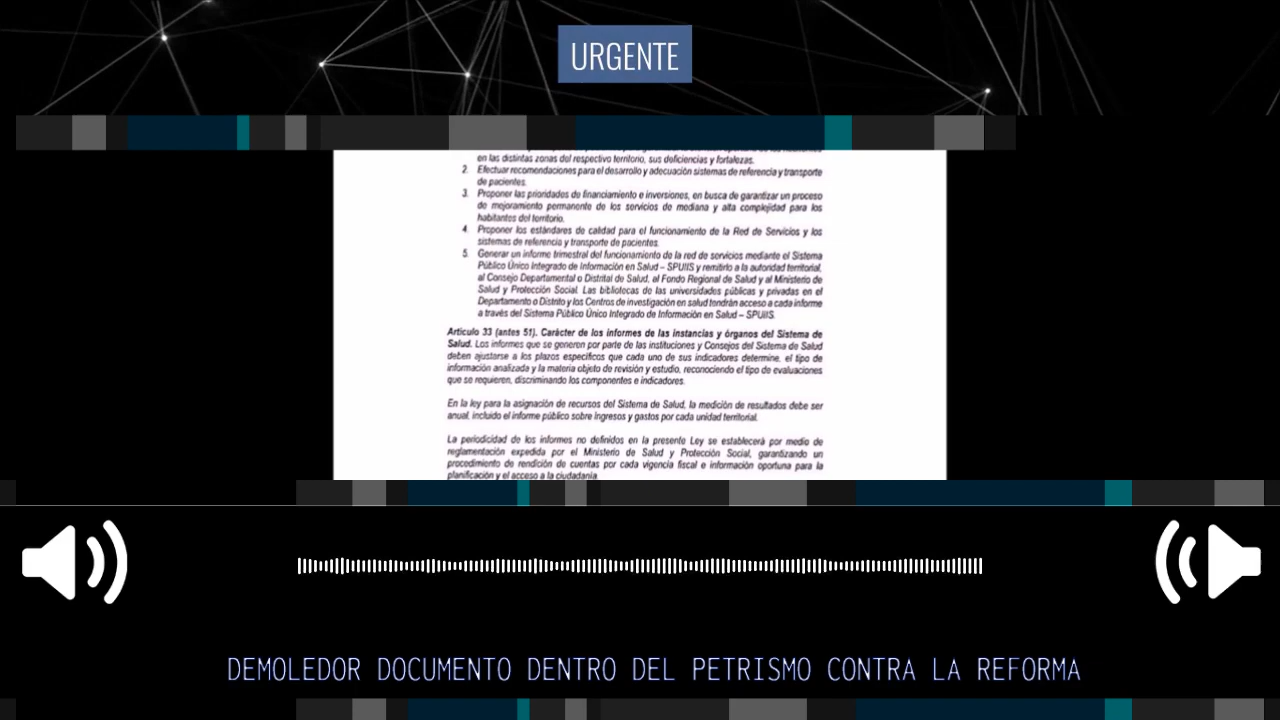 URGENTE
en las distintas zonas del respectivo territorio, sus deficiencias y fortalezas.
2. Efectuar recomendaciones para el desarrollo y adecuación sistemas de referencia y transporte
de pacientes.
3. Proponer las prioridades de financiamiento e inversiones, en busca de garantizar un proceso
de mejoramiento permanente de los servicios de mediana y alta complejidad para los
habitantes del territorio.
4. Proponer los estándares de calidad para el funcionamiento de la Red de Servicios y los
sistemas de referencia y transporte de pacientes.
5. Generar un informe trimestral del funcionamiento de la red de servicios mediante el Sistema
Público Único Integrado de Información en Salud – SPUIIS y remitirlo a la autoridad territorial,
al Consejo Departamental o Distrital de Salud, al Fondo Regional de Salud y al Ministerio de
Salud y Protección Social. Las bibliotecas de las universidades públicas y privadas en el
Departamento o Distrito y los Centros de investigación en salud tendrán acceso a cada informe
a través del Sistema Público Único Integrado de Información en Salud – SPUIIS.
Artículo 33 (antes 51). Carácter de los informes de las instancias y órganos del Sistema de
Salud. Los informes que se generen por parte de las instituciones y Consejos del Sistema de Salud
deben ajustarse a los plazos específicos que cada uno de sus indicadores determine, el tipo de
información analizada y la materia objeto de revisión y estudio, reconociendo el tipo de evaluaciones
que se requieren, discriminando los componentes e indicadores.
En la ley para la asignación de recursos del Sistema de Salud, la medición de resultados debe ser
anual, incluido el informe público sobre ingresos y gastos por cada unidad territorial.
La periodicidad de los informes no definidos en la presente Ley se establecerá por medio de
reglamentación expedida por el Ministerio de Salud y Protección Social, garantizando un
procedimiento de rendición de cuentas por cada vigencia fiscal e información oportuna para la
planificación y el acceso a la ciudadanía.
DEMOLEDOR DOCUMENTO DENTRO DEL PETRISMO CONTRA LA REFORMA